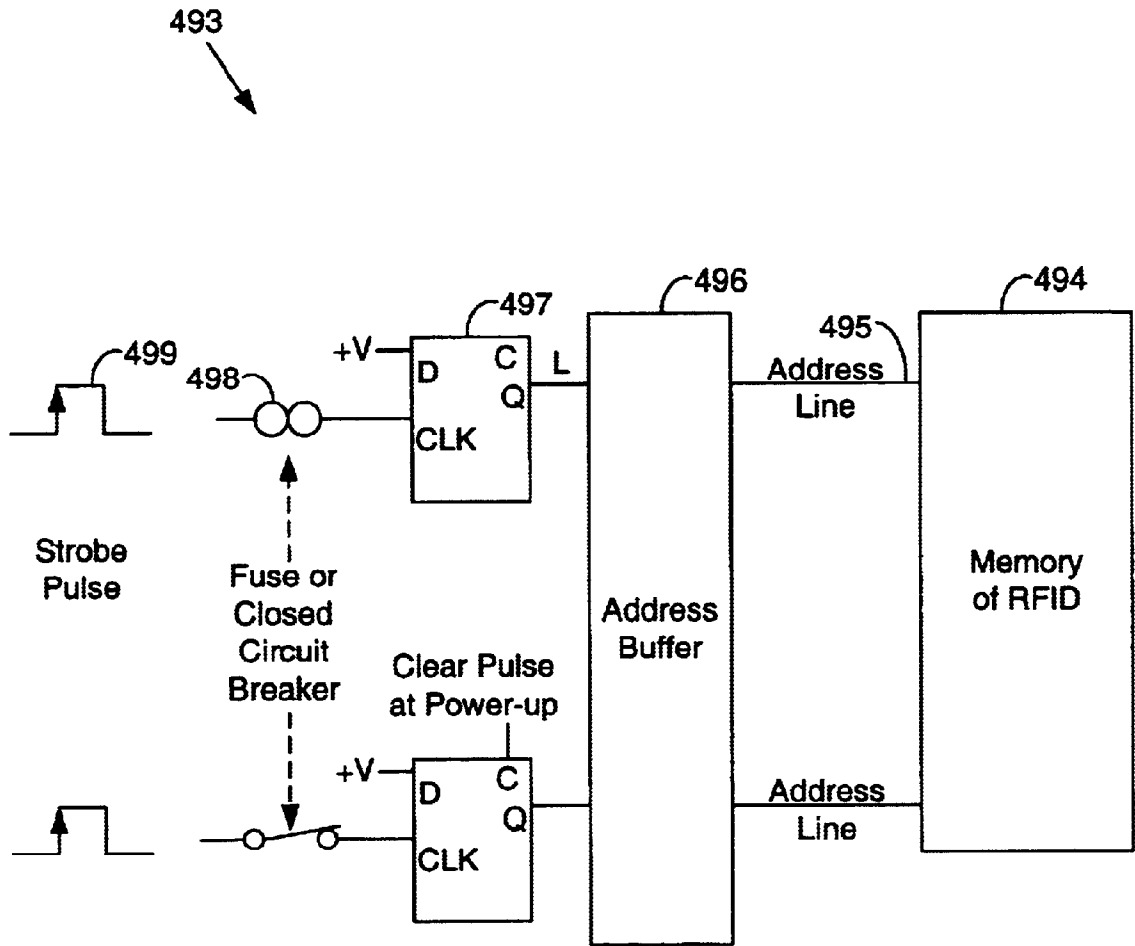 493
496
494
497
495
499
498
+V
D
C
Q
CLK
L
Address
Line
Strobe
Pulse
Fuse or
Closed
Circuit
Breaker
Address
Buffer
Memory
of RFID
Clear Pulse
at Power-up
+V
D
C
Q
CLK
Address
Line